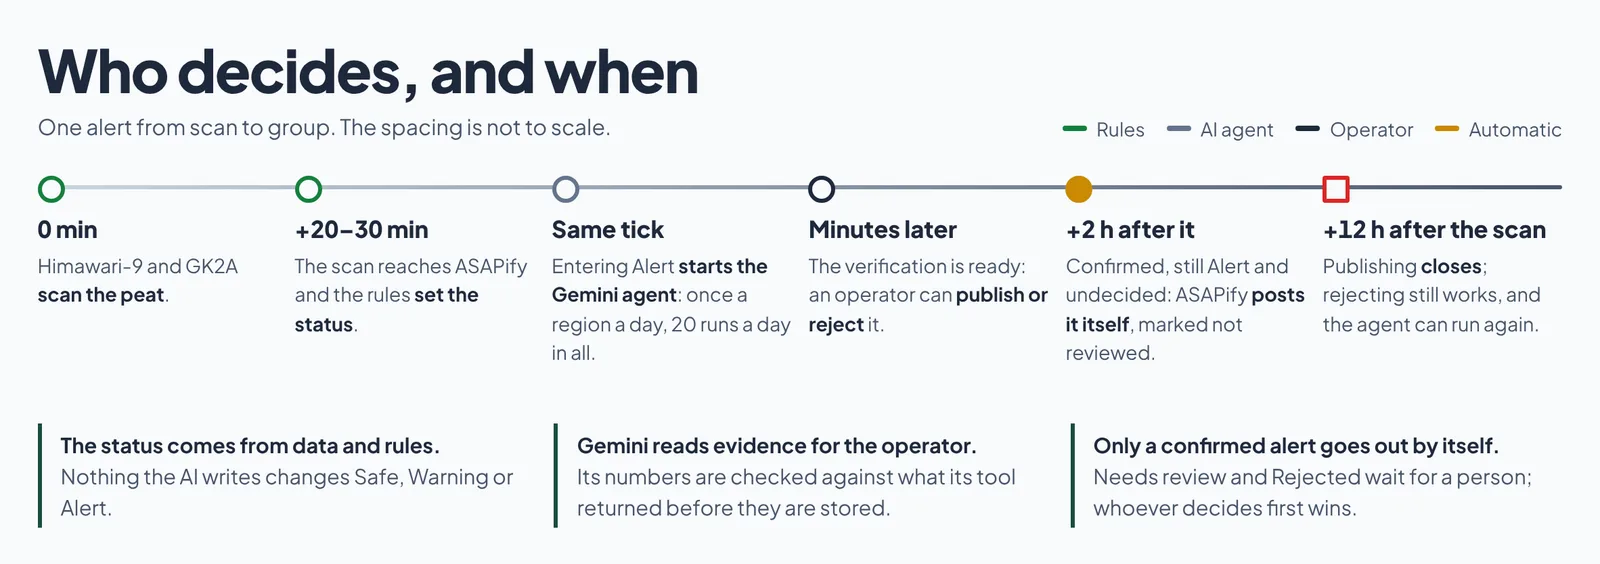 Who decides, and when
One alert from scan to group. The spacing is not to scale.
Rules
AI agent
Operator
Automatic
0 min
Himawari-9 and GK2A
scan the peat.
+20–30 min
The scan reaches ASAPify
and the rules set the
status.
Same tick
Entering Alert starts the
Gemini agent: once a
region a day, 20 runs a day
in all.
Minutes later
The verification is ready:
an operator can publish or
reject it.
+2 h after it
Confirmed, still Alert and
undecided: ASAPify posts
it itself, marked not
reviewed.
+12 h after the scan
Publishing closes;
rejecting still works, and
the agent can run again.
The status comes from data and rules.
Nothing the AI writes changes Safe, Warning or
Alert.
Gemini reads evidence for the operator.
Its numbers are checked against what its tool
returned before they are stored.
Only a confirmed alert goes out by itself.
Needs review and Rejected wait for a person;
whoever decides first wins.